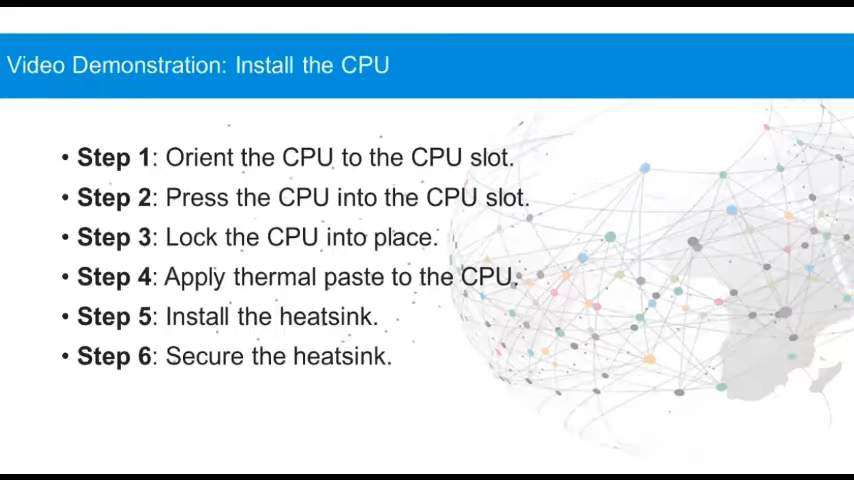 Video Demonstration: Install the CPU
• Step 1: Orient the CPU to the CPU slot.
• Step 2: Press the CPU into the CPU slot.
• Step 3: Lock the CPU into place.
• Step 4: Apply thermal paste to the CPU.
• Step 5: Install the heatsink.
• Step 6: Secure the heatsink.